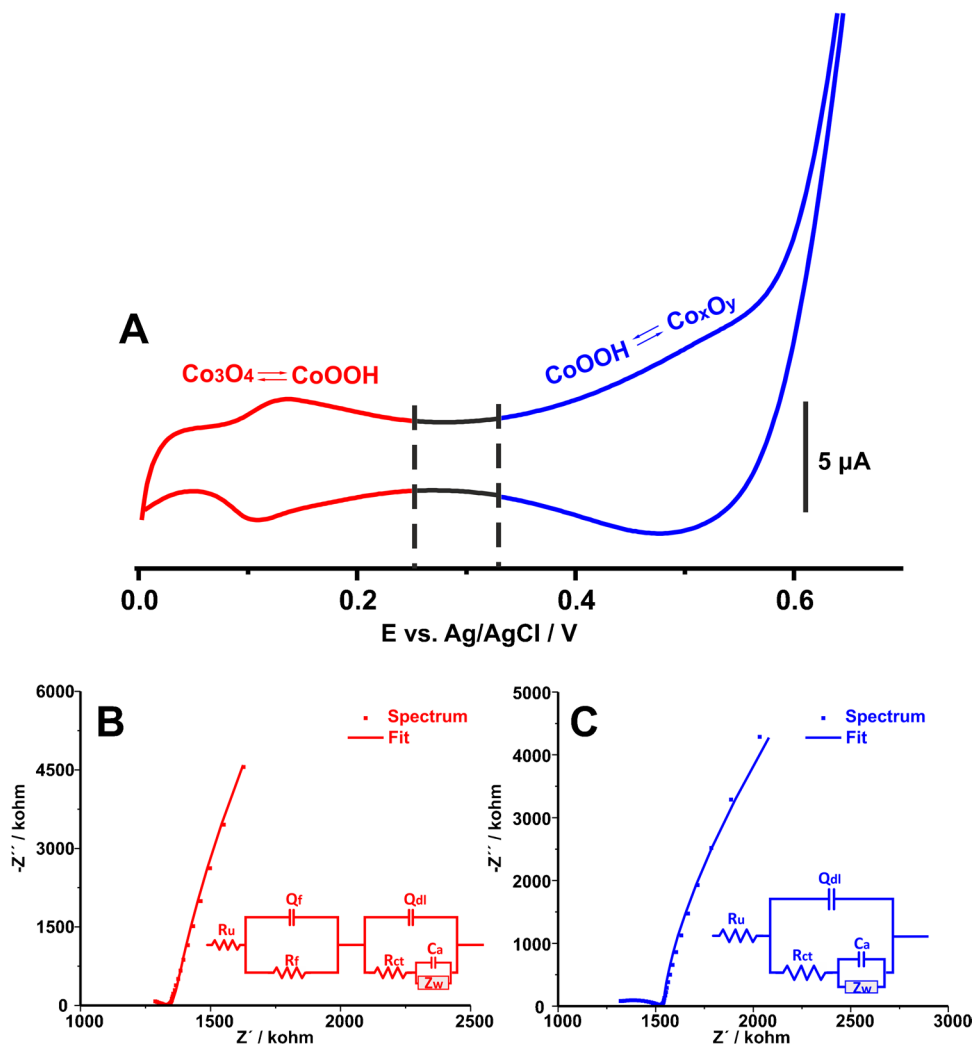 A
Co3O4 ⇌ CoOOH
CoOOH ⇌ CoxOy
5 µA
0.0 0.2 0.4 0.6
E vs. Ag/AgCl / V
B
Spectrum
Fit
6000
4500
3000
1500
0
-Z´´ / kohm
Qf
Qdl
Ru
Rf
Rct
Ca
Zw
1000 1500 2000 2500
Z´ / kohm
C
Spectrum
Fit
5000
4000
3000
2000
1000
0
-Z´´ / kohm
Qdl
Ru
Rct
Ca
Zw
1000 1500 2000 2500 3000
Z´ / kohm